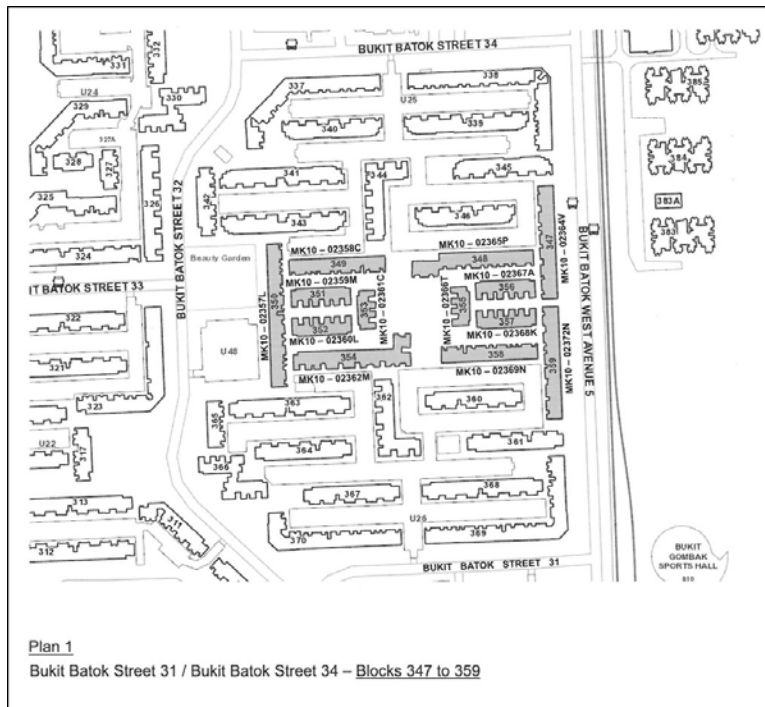 BUKIT BATOK STREET 34
332
331
U24
330
329
327A
328
327
326
325
324
337
338
U25
340
339
341
344
345
342
343
346
BUKIT BATOK STREET 32
Beauty Garden
MK10 – 02358C
349
MK10 – 02359M
351
350
MK10 – 02357L
353
MK10 – 02361C
352
MK10 – 02360L
354
MK10 – 02362M
MK10 – 02365P
348
MK10 – 02367A
356
355
MK10 – 02366T
357
MK10 – 02368K
358
MK10 – 02369N
347
MK10 – 02364V
359
MK10 – 02372N
BUKIT BATOK WEST AVENUE 5
385
384
383A
383
IT BATOK STREET 33
322
321
323
U48
U22
317
313
312
311
363
365
364
366
362
360
361
367
368
U26
370
369
BUKIT BATOK STREET 31
BUKIT
GOMBAK
SPORTS HALL
810
Plan 1
Bukit Batok Street 31 / Bukit Batok Street 34 – Blocks 347 to 359